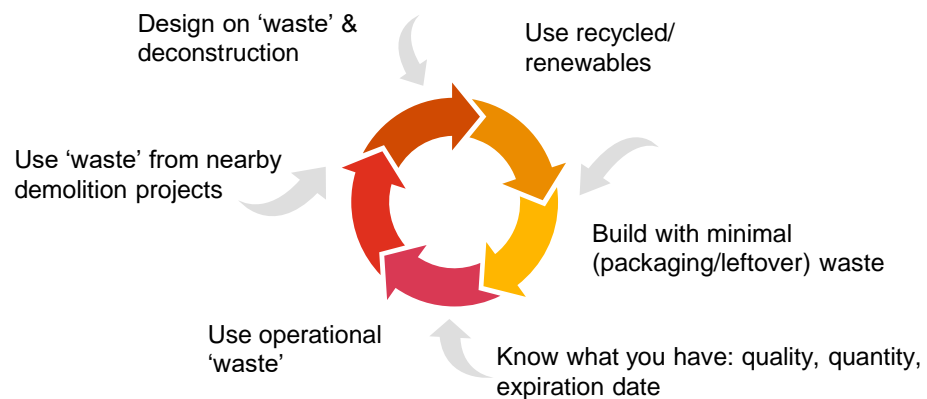 Design on ‘waste’ &
deconstruction
Use recycled/
renewables
Use ‘waste’ from nearby
demolition projects
Build with minimal
(packaging/leftover) waste
Use operational
‘waste’
Know what you have: quality, quantity,
expiration date